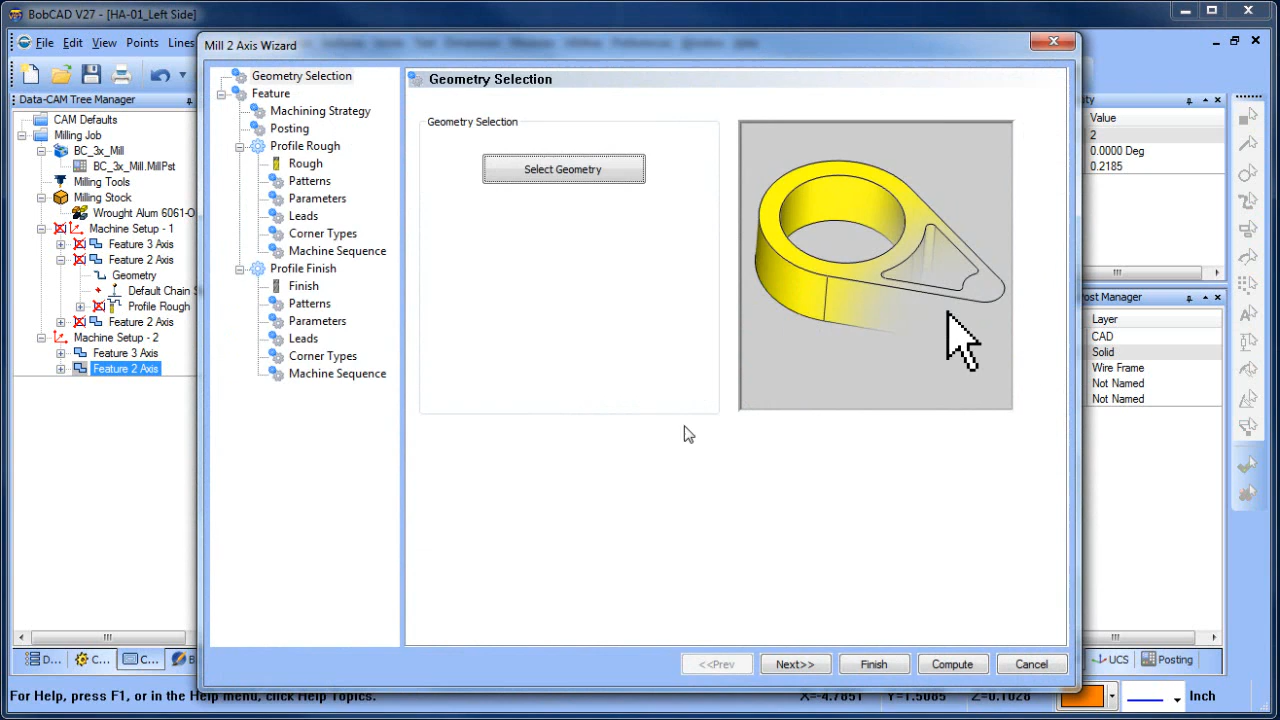 BobCAD V27 - [HA-01_Left Side]
File Edit View Points Lines
Data-CAM Tree Manager
CAM Defaults
Milling Job
BC_3x_Mill
BC_3x_Mill.MillPst
Milling Tools
Milling Stock
Wrought Alum 6061-O
Machine Setup - 1
Feature 3 Axis
Feature 2 Axis
Geometry
Default Chain S
Profile Rough
Feature 2 Axis
Machine Setup - 2
Feature 3 Axis
Feature 2 Axis
D...
C...
C...
Mill 2 Axis Wizard
Geometry Selection
Feature
Machining Strategy
Posting
Profile Rough
Rough
Patterns
Parameters
Leads
Corner Types
Machine Sequence
Profile Finish
Finish
Patterns
Parameters
Leads
Corner Types
Machine Sequence
Geometry Selection
Geometry Selection
Select Geometry
<<Prev
Next>>
Finish
Compute
Cancel
ity
Value
2
0.0000 Deg
0.2185
ost Manager
Layer
CAD
Solid
Wire Frame
Not Named
Not Named
UCS
Posting
For Help, press F1, or in the Help menu, click Help Topics.
X=-4.7851 Y=1.5085 Z=0.1028
Inch